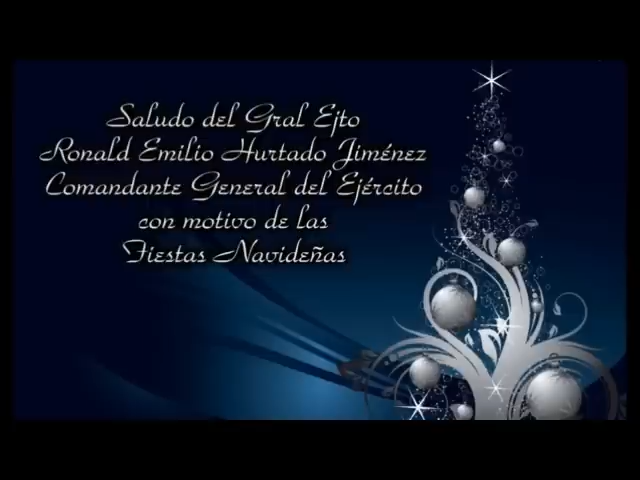 Saludo del Gral Ejto
Ronald Emilio Hurtado Jiménez
Comandante General del Ejército
con motivo de las
Fiestas Navideñas